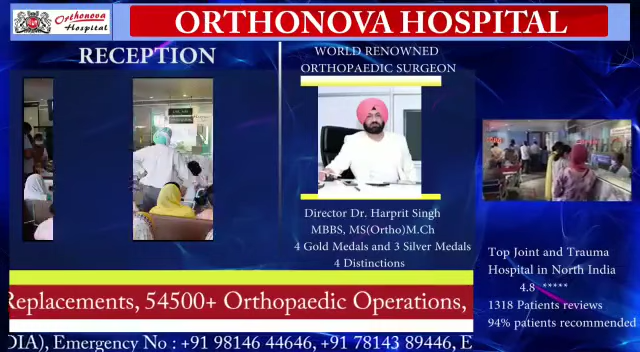 Orthonova
Hospital
ORTHONOVA HOSPITAL
RECEPTION
WORLD RENOWNED
ORTHOPAEDIC SURGEON
Director Dr. Harprit Singh
MBBS, MS(Ortho)M.Ch
4 Gold Medals and 3 Silver Medals
4 Distinctions
Top Joint and Trauma
Hospital in North India
4.8 *****
1318 Patients reviews
94% patients recommended
Replacements, 54500+ Orthopaedic Operations,
DIA), Emergency No : +91 98146 44646, +91 78143 89446, E